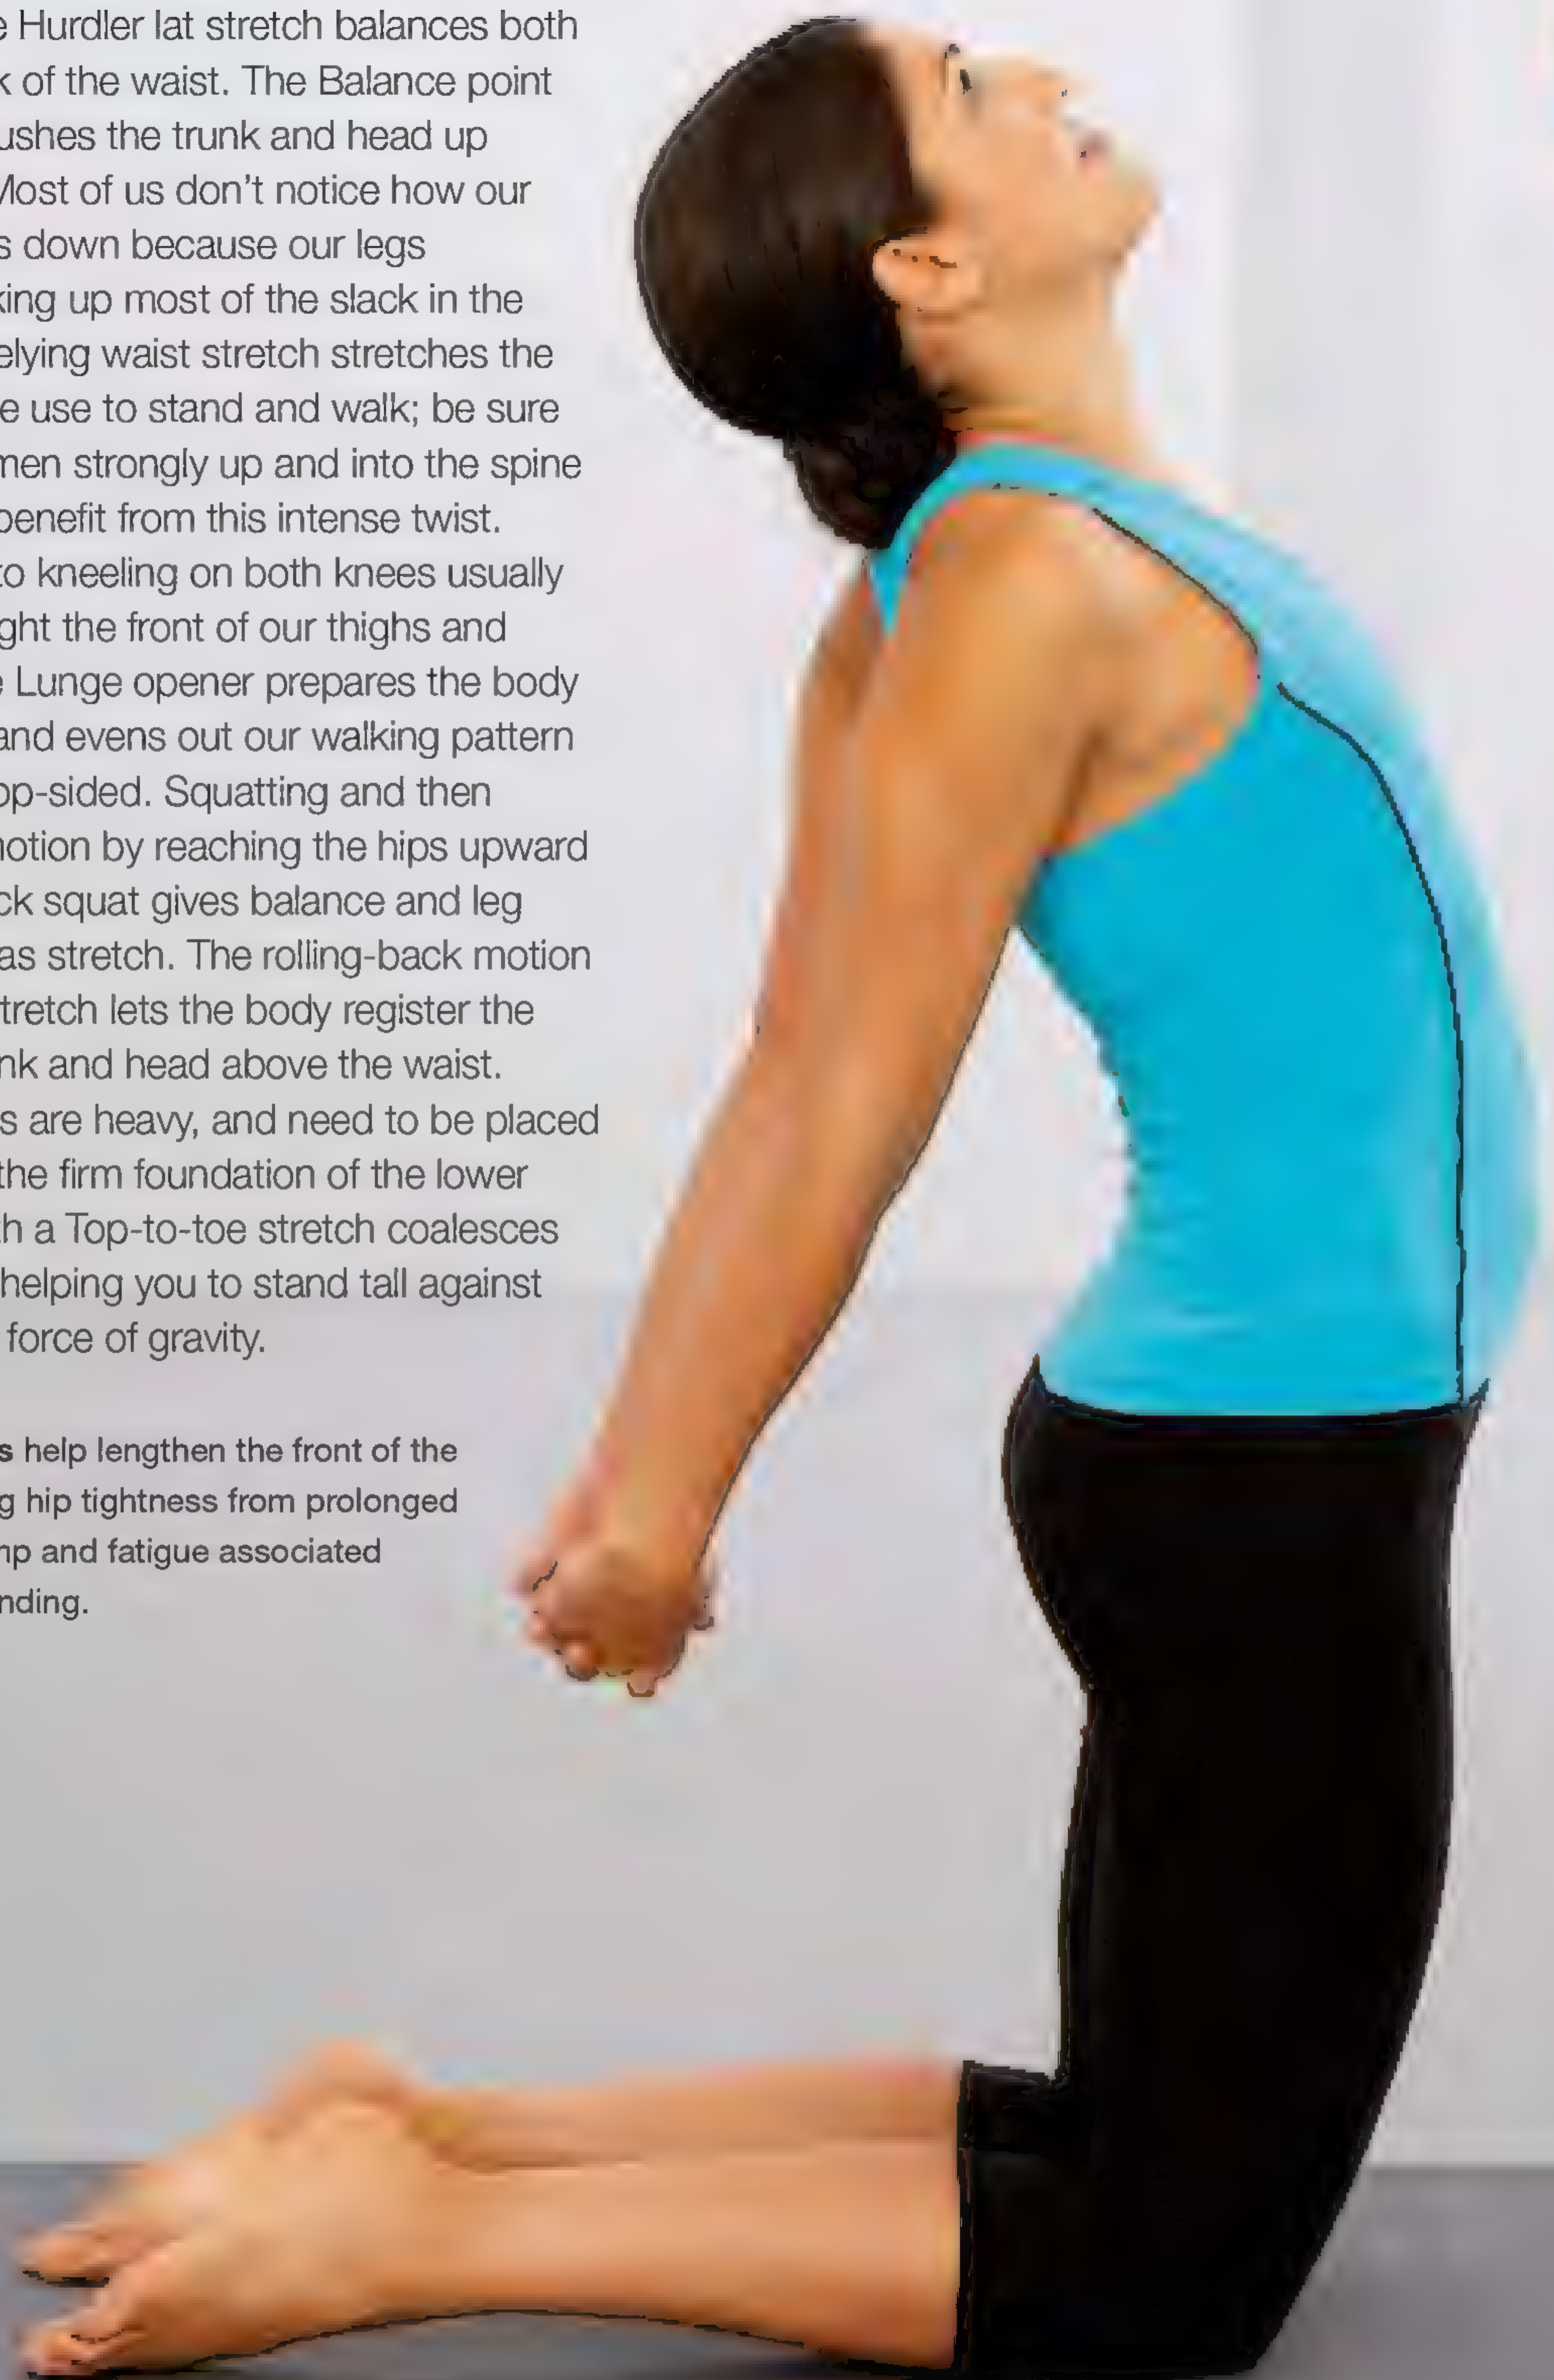 Hurdler lat stretch balances both
of the waist. The Balance point
ushes the trunk and head up
Most of us don't notice how our
s down because our legs
king up most of the slack in the
elying waist stretch stretches the
e use to stand and walk; be sure
men strongly up and into the spine
benefit from this intense twist.
to kneeling on both knees usually
ght the front of our thighs and
e Lunge opener prepares the body
and evens out our walking pattern
op-sided. Squatting and then
notion by reaching the hips upward
ck squat gives balance and leg
as stretch. The rolling-back motion
tretch lets the body register the
nk and head above the waist.
s are heavy, and need to be placed
the firm foundation of the lower
h a Top-to-toe stretch coalesces
helping you to stand tall against
force of gravity.
s help lengthen the front of the
g hip tightness from prolonged
mp and fatigue associated
nding.